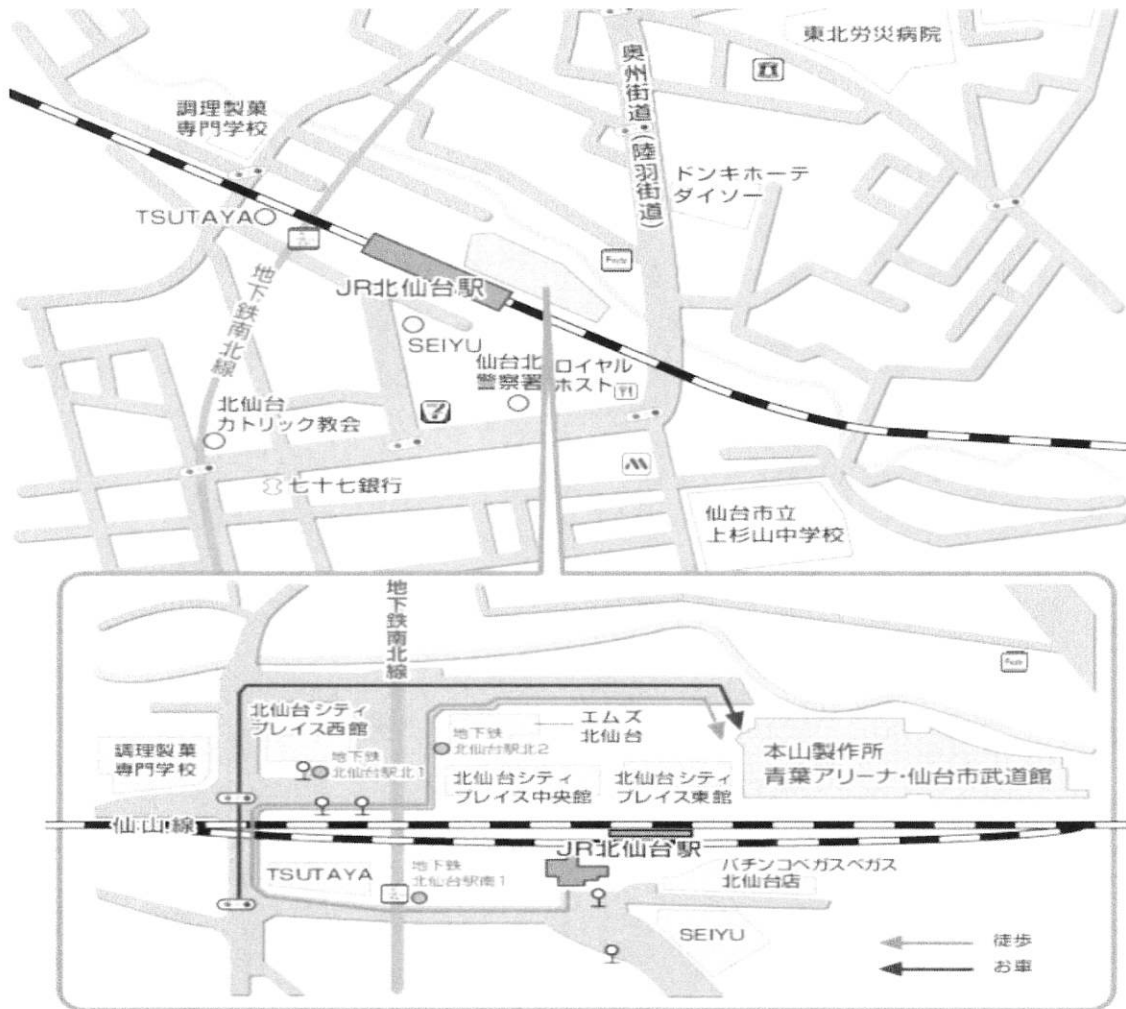 東北労災病院
奥州街道(陸羽街道)
調理製菓
専門学校
ドンキホーテ
ダイソー
TSUTAYA
JR北仙台駅
地下鉄南北線
SEIYU
仙台北
警察署
ロイヤル
ホスト
北仙台
カトリック教会
七十七銀行
仙台市立
上杉山中学校
地下鉄南北線
北仙台シティ
プレイス西館
エムズ
北仙台
地下鉄
北仙台駅北2
調理製菓
専門学校
地下鉄
北仙台駅北1
本山製作所
青葉アリーナ・仙台市武道館
北仙台シティ
プレイス中央館
北仙台シティ
プレイス東館
仙山線
JR北仙台駅
TSUTAYA
地下鉄
北仙台駅南1
パチンコベガスベガス
北仙台店
SEIYU
徒歩
お車